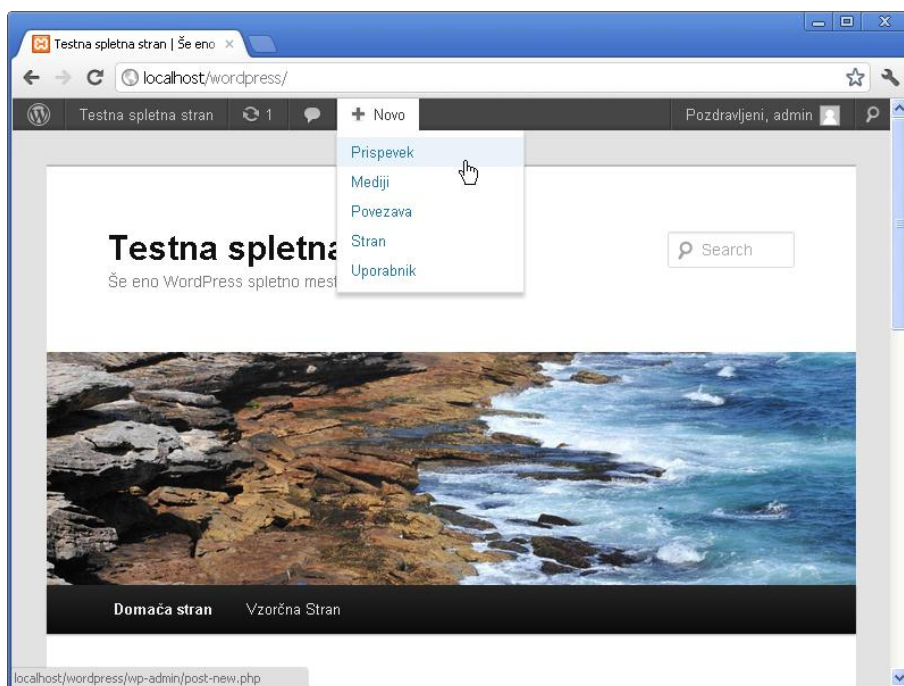 Testna spletna stran | Še eno
localhost/wordpress/
Testna spletna stran 1 + Novo Pozdravljeni, admin
Prispevek
Mediji
Povezava
Stran
Uporabnik
Testna spletna
Search
Še eno WordPress spletno mest
Domača stran Vzorčna Stran
localhost/wordpress/wp-admin/post-new.php